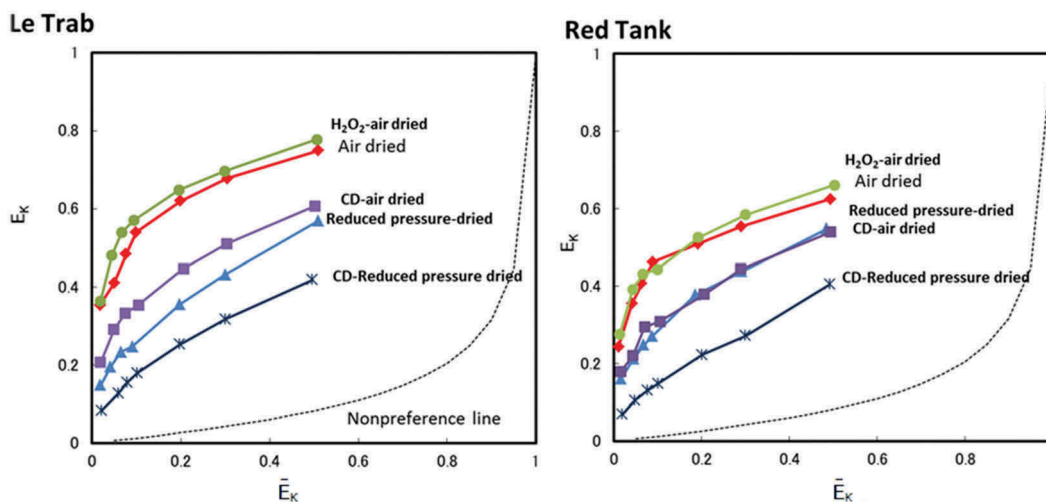 Le Trab
1
0.8
0.6
0.4
0.2
0
E_K
H₂O₂-air dried
Air dried
CD-air dried
Reduced pressure-dried
CD-Reduced pressure dried
Nonpreference line
0 0.2 0.4 0.6 0.8 1
Ē_K
Red Tank
1
0.8
0.6
0.4
0.2
0
E_K
H₂O₂-air dried
Air dried
Reduced pressure-dried
CD-air dried
CD-Reduced pressure dried
0 0.2 0.4 0.6 0.8
Ē_K